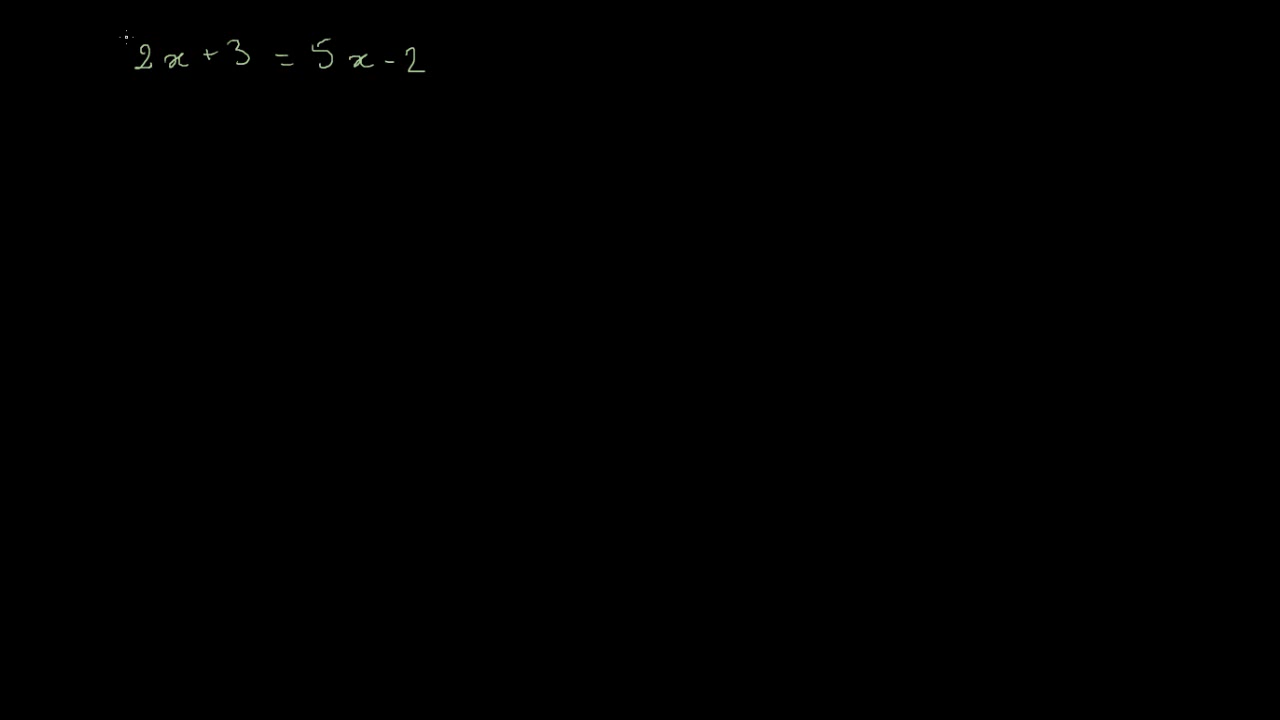 2x + 3 = 5x - 2